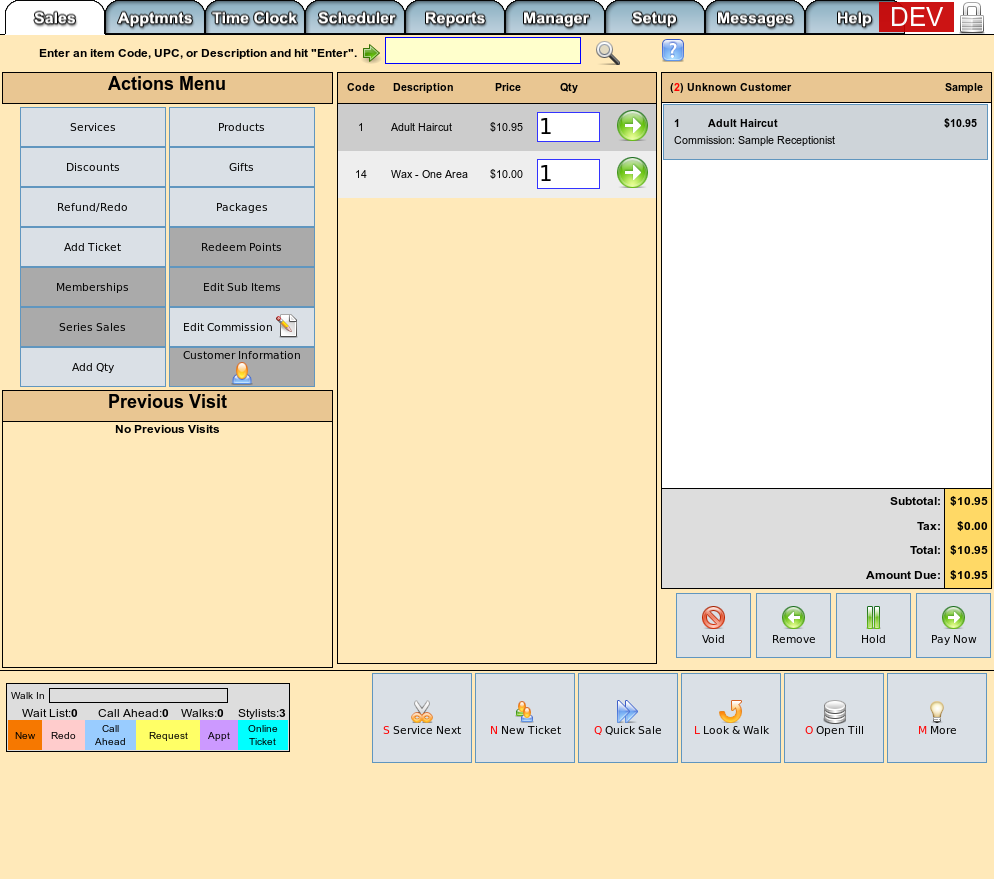 Sales Apptmnts Time Clock Scheduler Reports Manager Setup Messages Help DEV
Enter an item Code, UPC, or Description and hit "Enter".
?
Actions Menu
Services Products
Discounts Gifts
Refund/Redo Packages
Add Ticket Redeem Points
Memberships Edit Sub Items
Series Sales Edit Commission
Add Qty Customer Information
Previous Visit
No Previous Visits
Code Description Price Qty
1 Adult Haircut $10.95 1
14 Wax - One Area $10.00 1
(2) Unknown Customer Sample
1 Adult Haircut $10.95
Commission: Sample Receptionist
Subtotal: $10.95
Tax: $0.00
Total: $10.95
Amount Due: $10.95
Void Remove Hold Pay Now
Walk In
Wait List:0 Call Ahead:0 Walks:0 Stylists:3
New Redo Call Ahead Request Appt Online Ticket
S Service Next N New Ticket Q Quick Sale L Look & Walk O Open Till M More